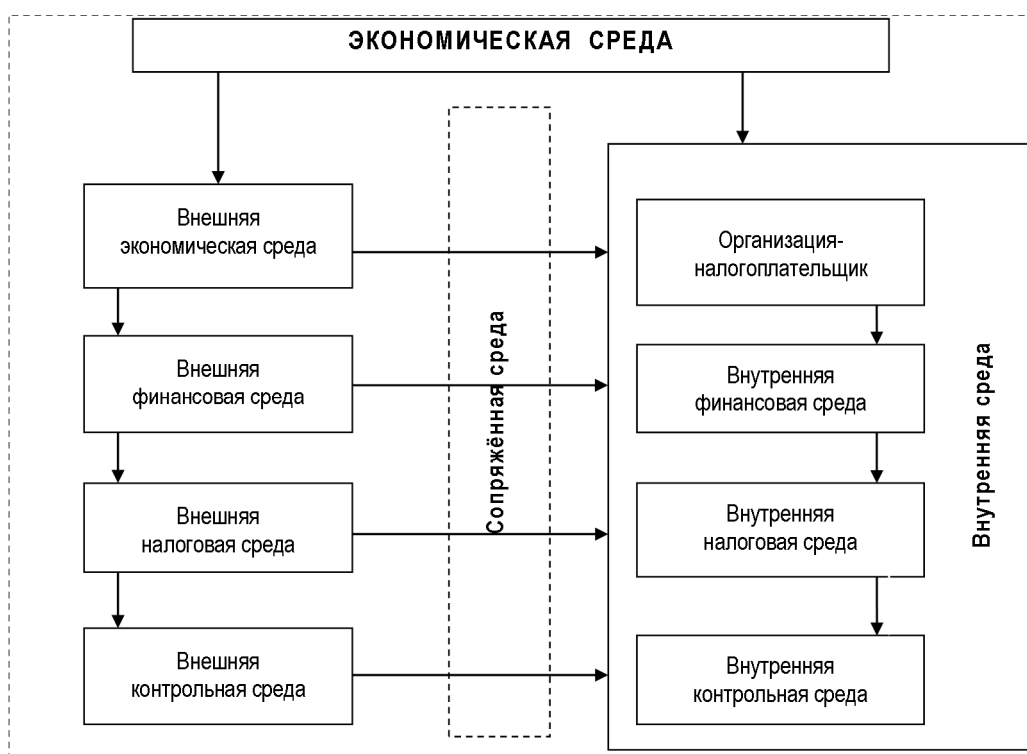 ЭКОНОМИЧЕСКАЯ СРЕДА
Внешняя
экономическая среда
Организация-
налогоплательщик
Внешняя
финансовая среда
Внутренняя
финансовая среда
Внешняя
налоговая среда
Внутренняя
налоговая среда
Внешняя
контрольная среда
Внутренняя
контрольная среда
Сопряжённая среда
Внутренняя среда